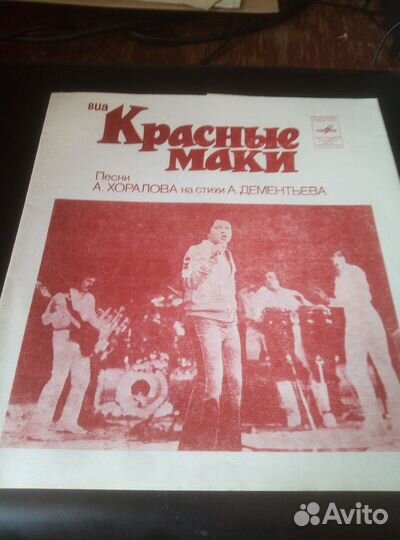 виа
Красные
маки
Песни
А. ХОРАЛОВА на стихи А. ДЕМЕНТЬЕВА
Avito